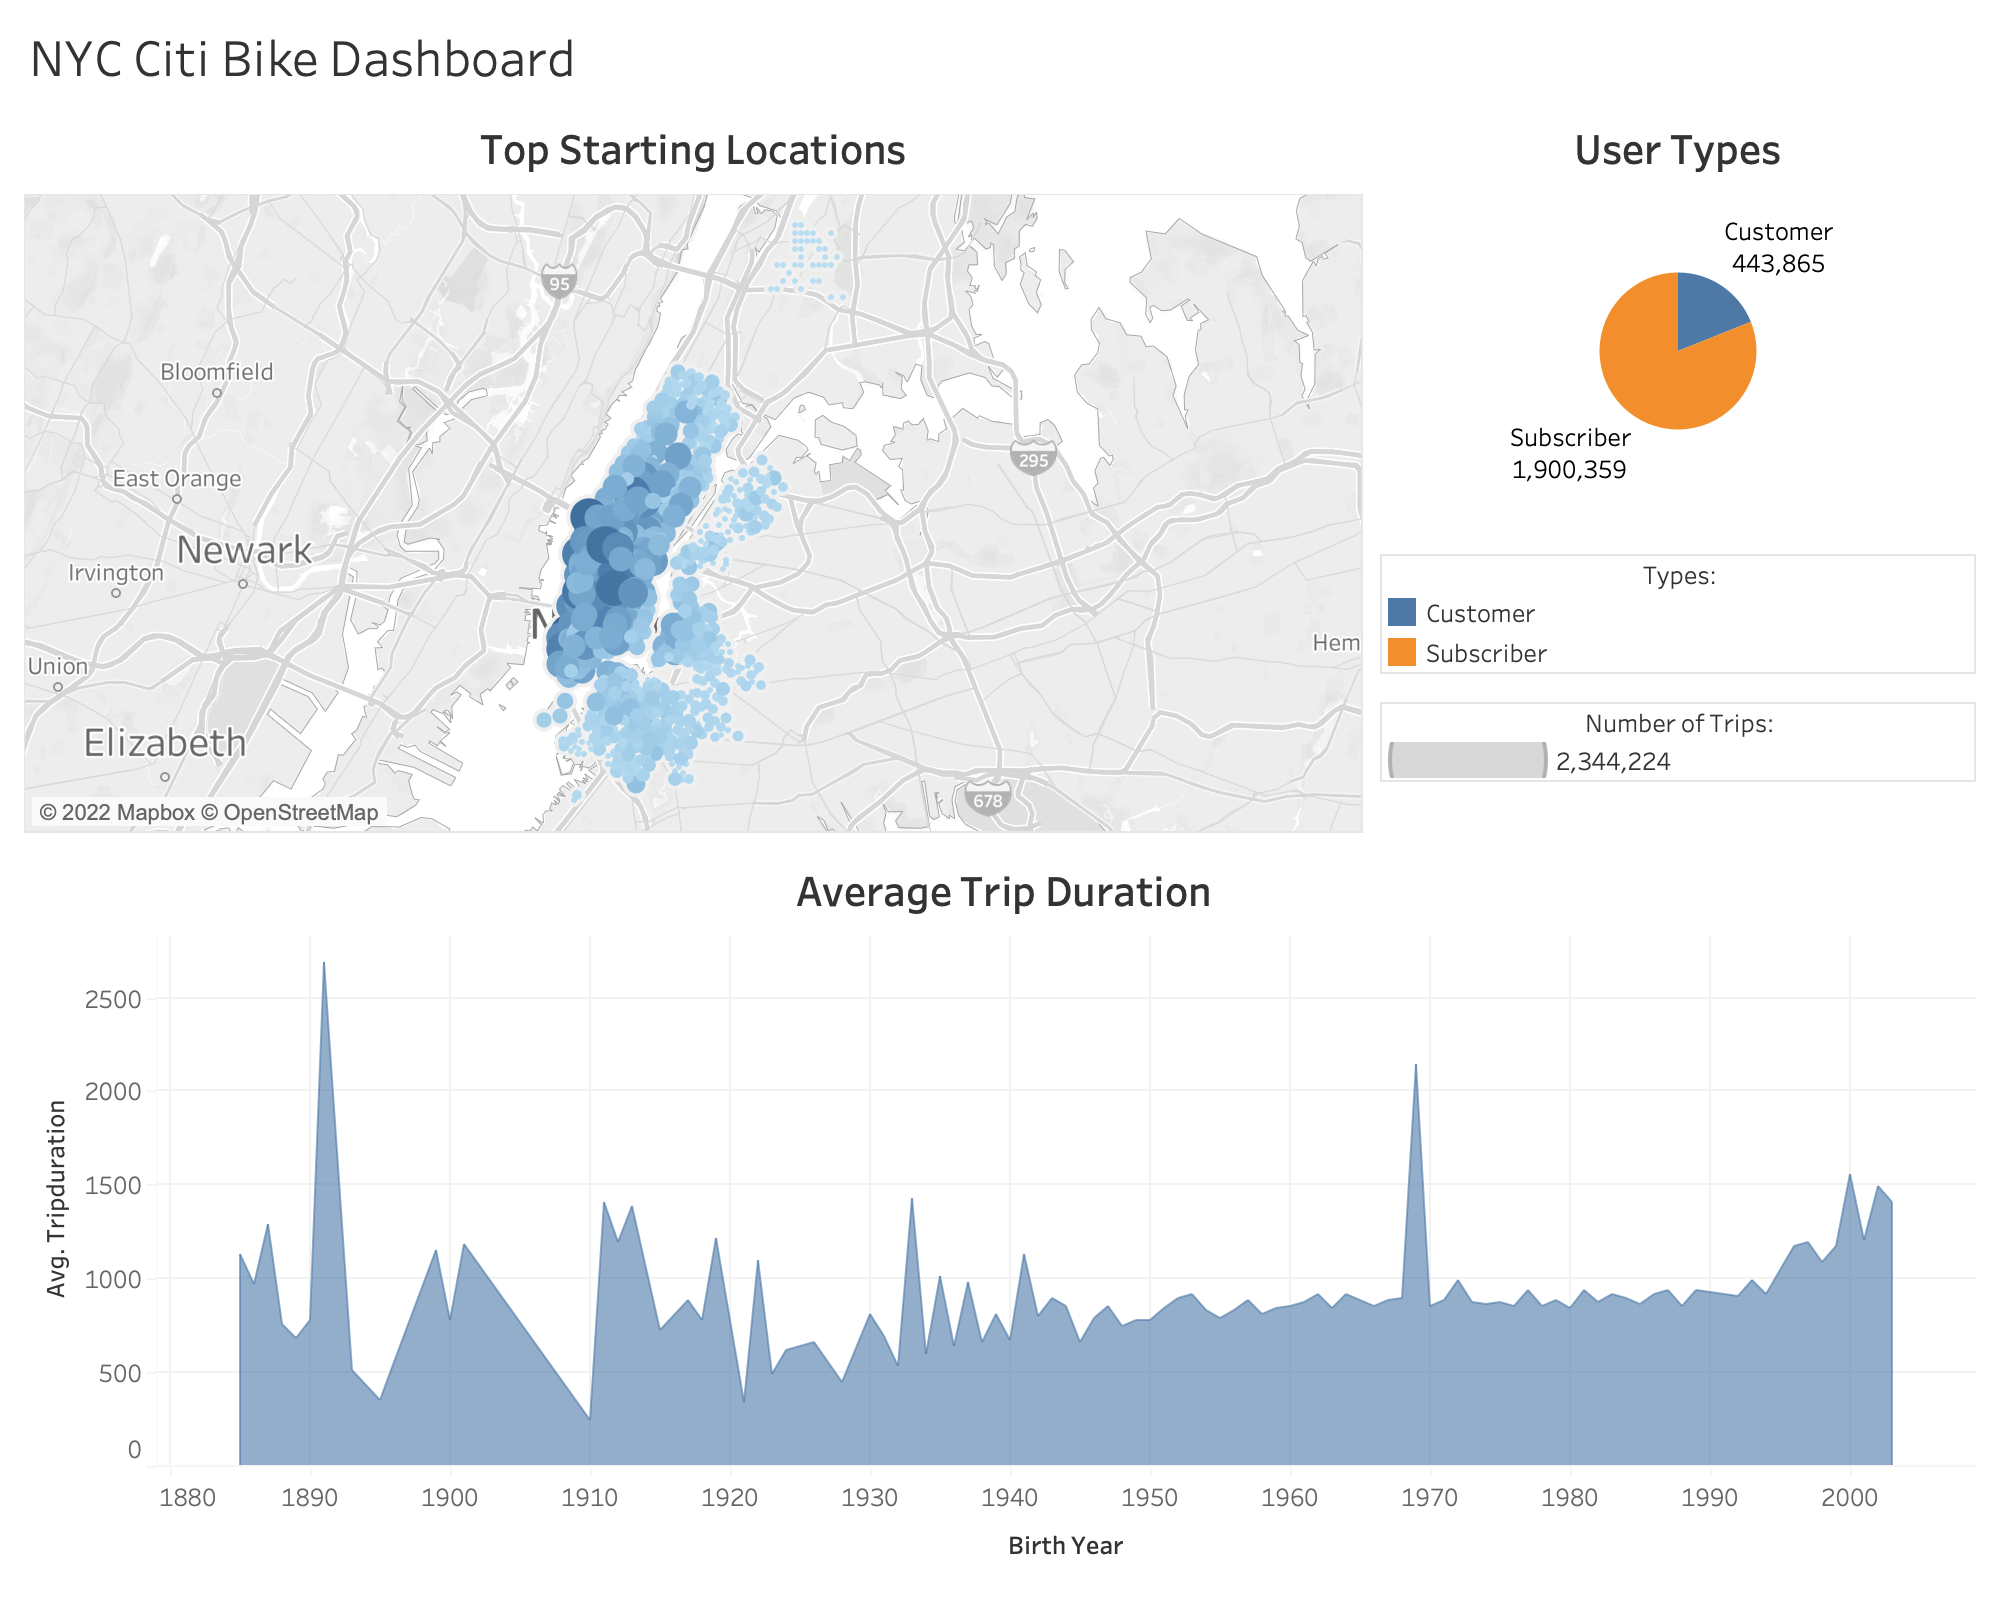 NYC Citi Bike Dashboard
Top Starting Locations
User Types
95
Bloomfield
East Orange
Newark
Irvington
Union
Elizabeth
295
Hem
678
© 2022 Mapbox © OpenStreetMap
Customer
443,865
Subscriber
1,900,359
Types:
Customer
Subscriber
Number of Trips:
2,344,224
Average Trip Duration
Avg. Tripduration
2500
2000
1500
1000
500
0
1880 1890 1900 1910 1920 1930 1940 1950 1960 1970 1980 1990 2000
Birth Year